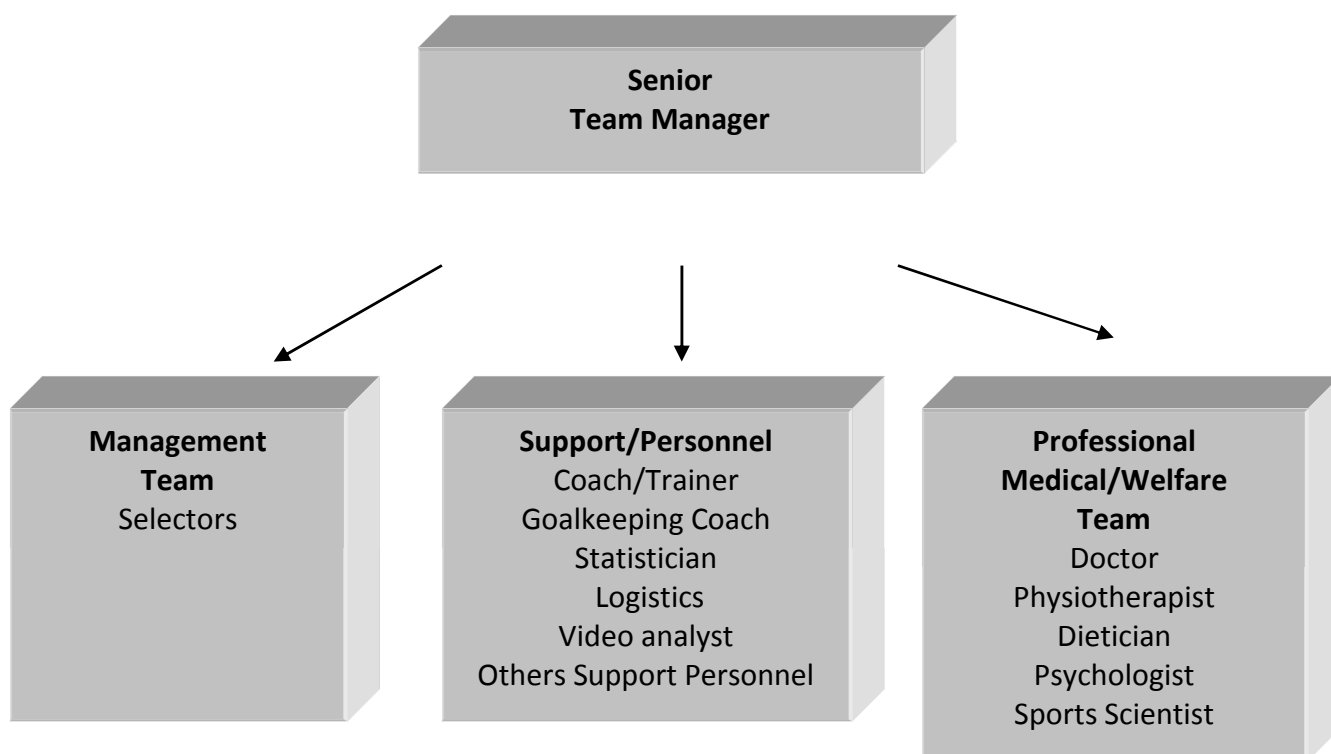 Senior
Team Manager
Management
Team
Selectors
Support/Personnel
Coach/Trainer
Goalkeeping Coach
Statistician
Logistics
Video analyst
Others Support Personnel
Professional
Medical/Welfare
Team
Doctor
Physiotherapist
Dietician
Psychologist
Sports Scientist